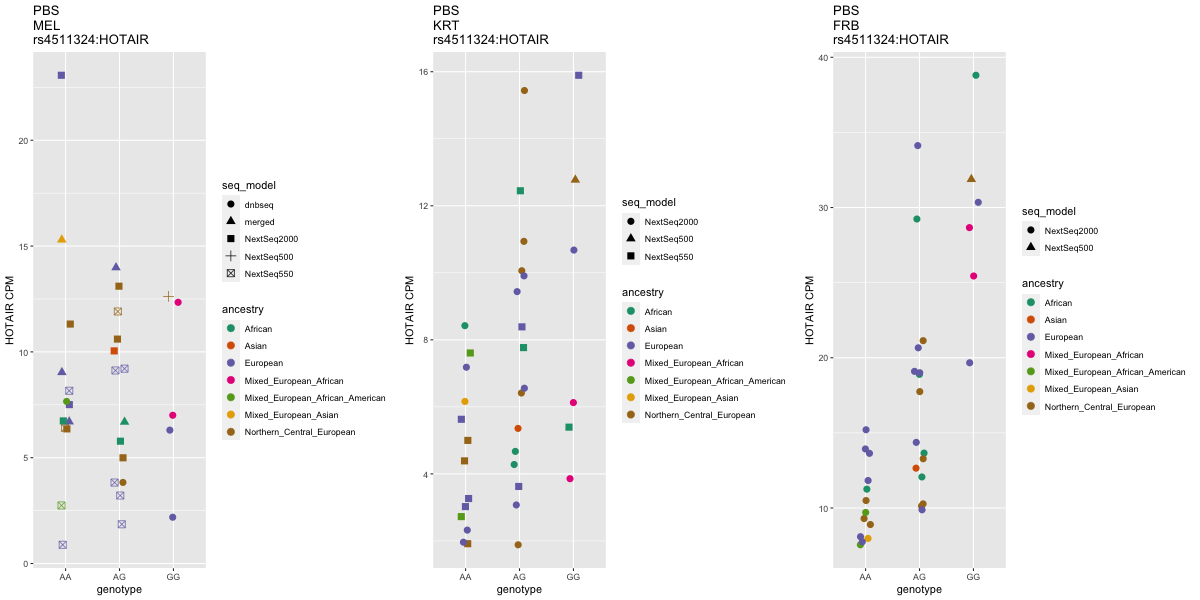 PBS
MEL
rs4511324:HOTAIR
HOTAIR CPM
20
15
10
5
0
AA
AG
GG
genotype
seq_model
dnbseq
merged
NextSeq2000
NextSeq500
NextSeq550
ancestry
African
Asian
European
Mixed_European_African
Mixed_European_African_American
Mixed_European_Asian
Northern_Central_European
PBS
KRT
rs4511324:HOTAIR
HOTAIR CPM
16
12
8
4
AA
AG
GG
genotype
seq_model
NextSeq2000
NextSeq500
NextSeq550
ancestry
African
Asian
European
Mixed_European_African
Mixed_European_African_American
Mixed_European_Asian
Northern_Central_European
PBS
FRB
rs4511324:HOTAIR
HOTAIR CPM
40
30
20
10
AA
AG
GG
genotype
seq_model
NextSeq2000
NextSeq500
ancestry
African
Asian
European
Mixed_European_African
Mixed_European_African_American
Mixed_European_Asian
Northern_Central_European